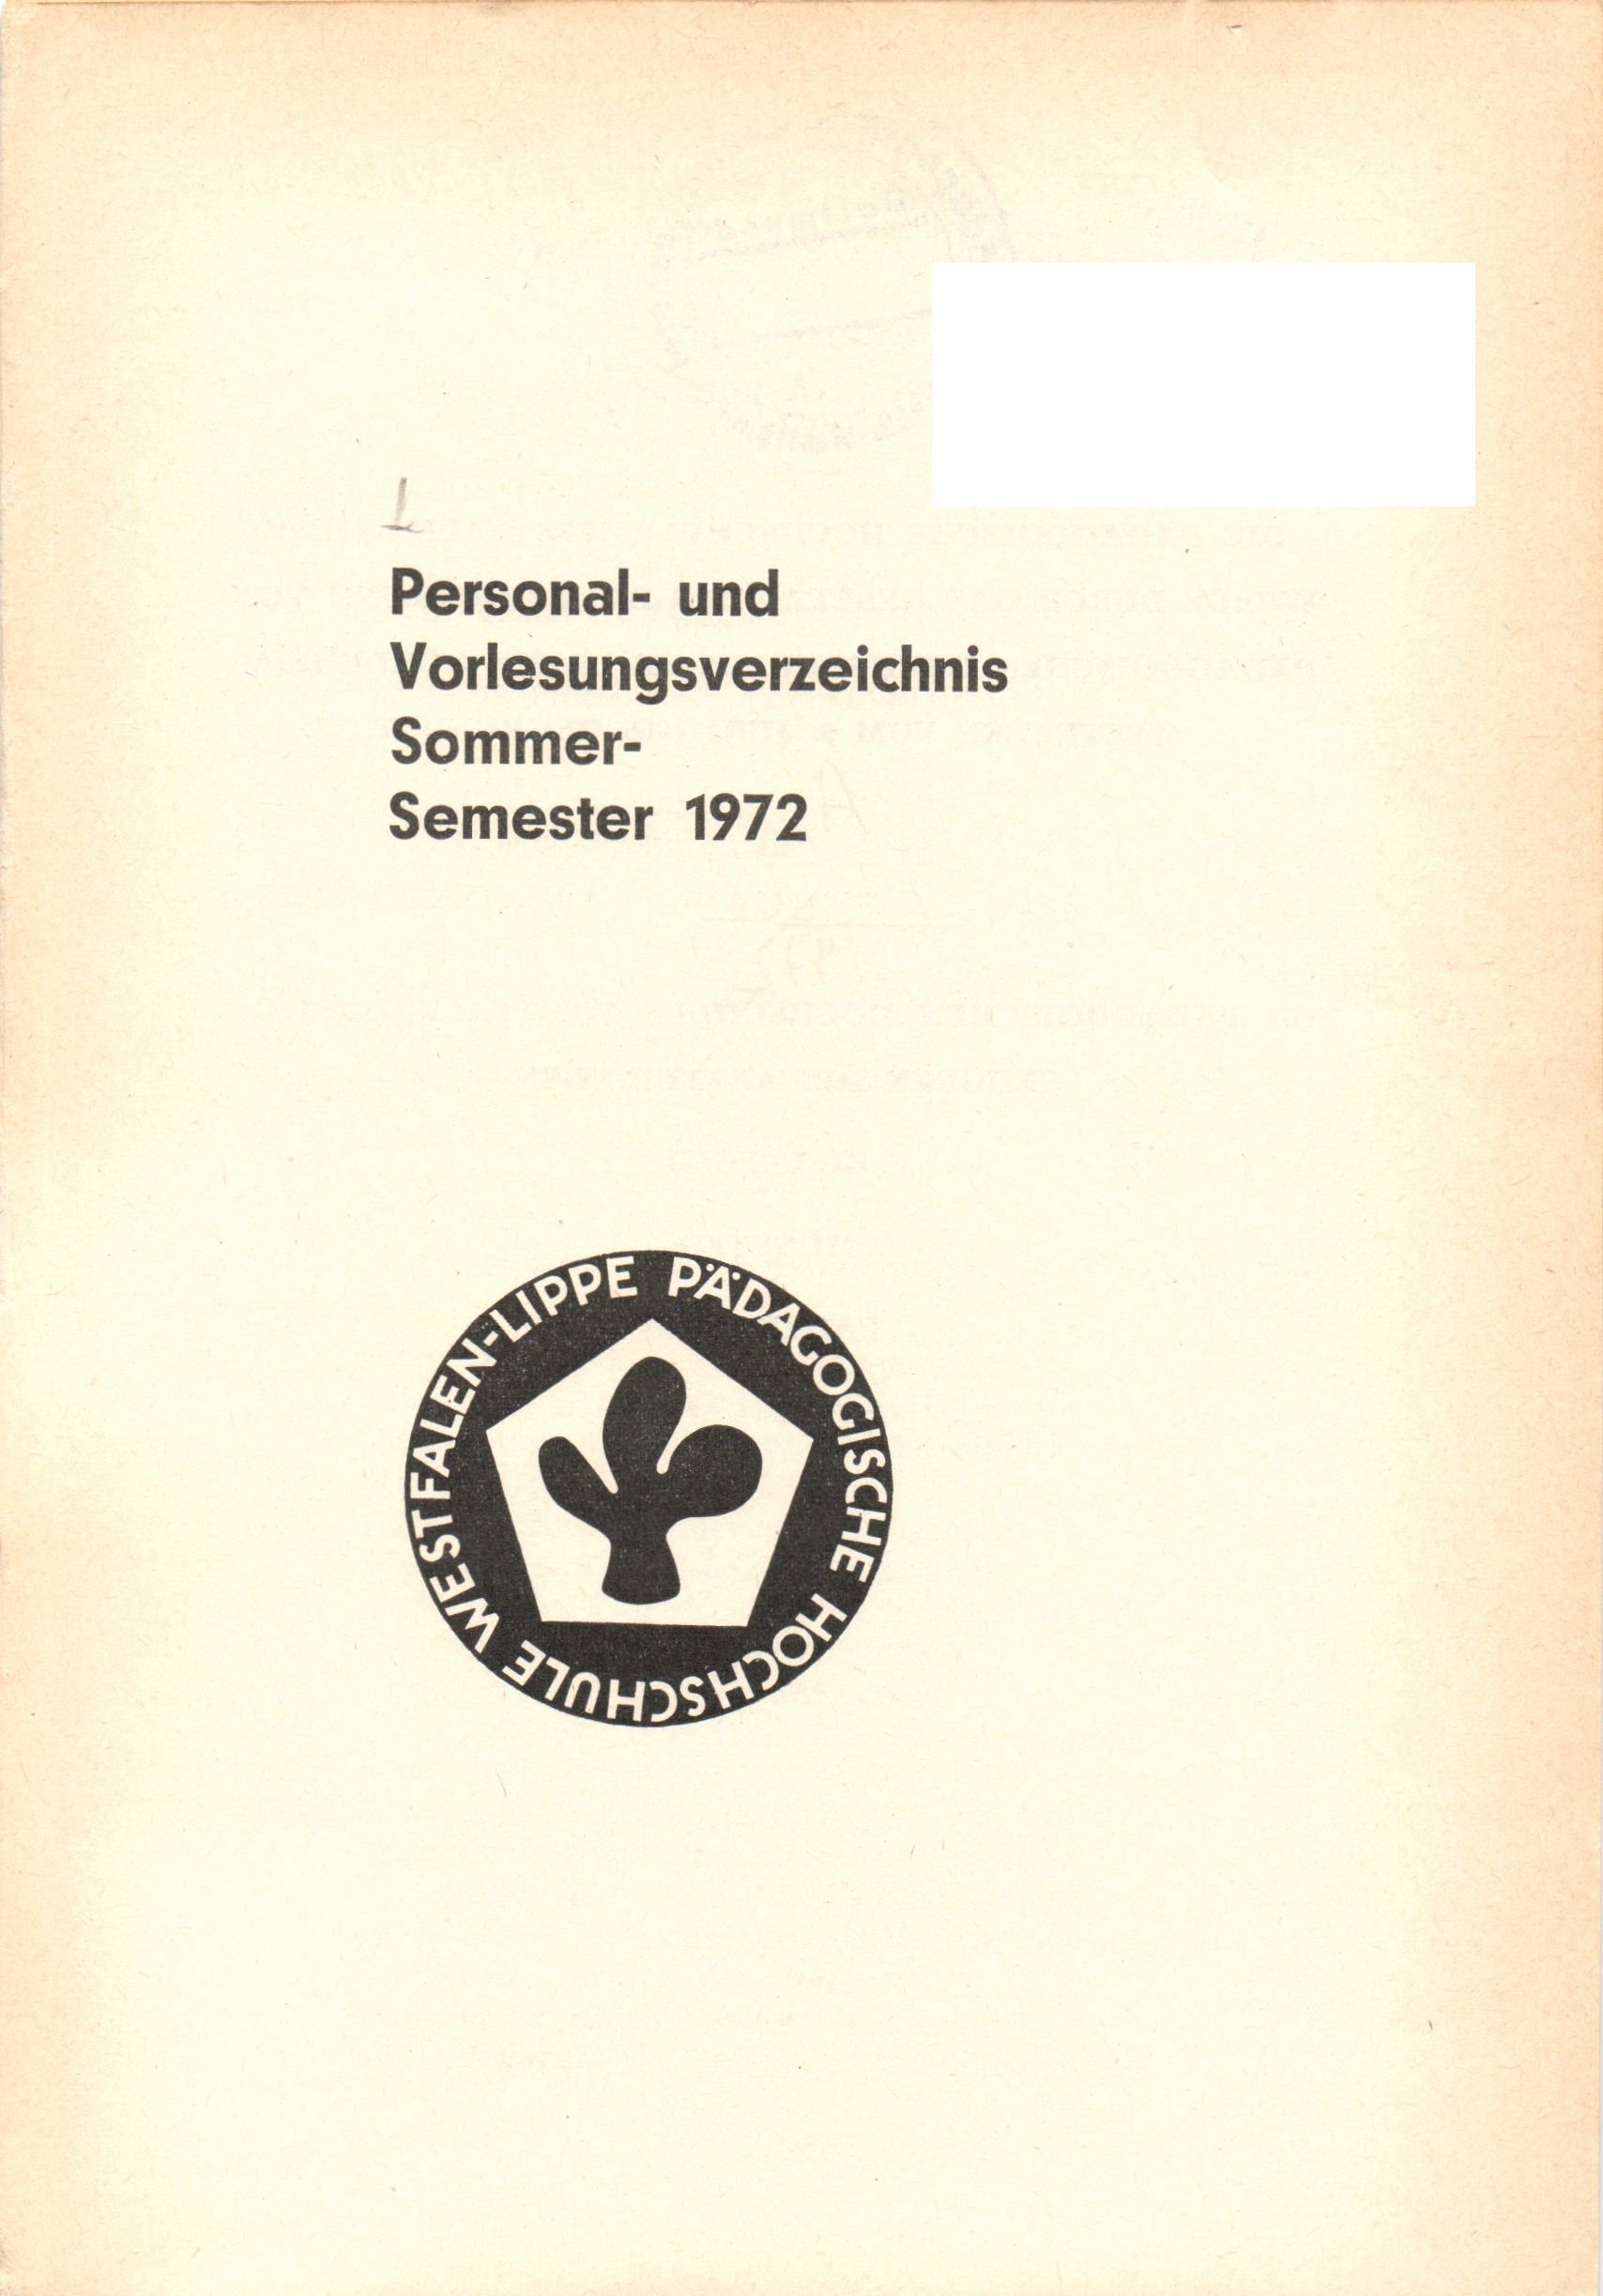 Personal- und
Vorlesungsverzeichnis
Sommer-
Semester 1972
PÄDAGOGISCHE HOCHSCHULE WESTFALEN-LIPPE